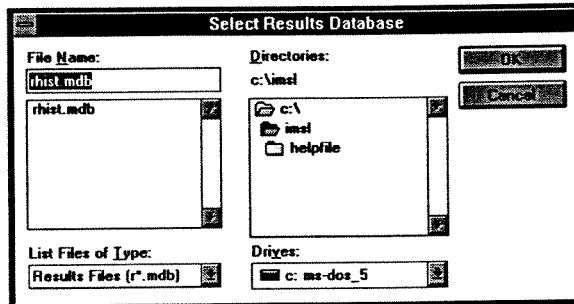 Select Results Database
File Name:
rhist.mdb
rhist.mdb
List Files of Type:
Results Files (r*.mdb)
Directories:
c:\imsl
c:\
imsl
helpfile
Drives:
c: ms-dos_5
OK
Cancel